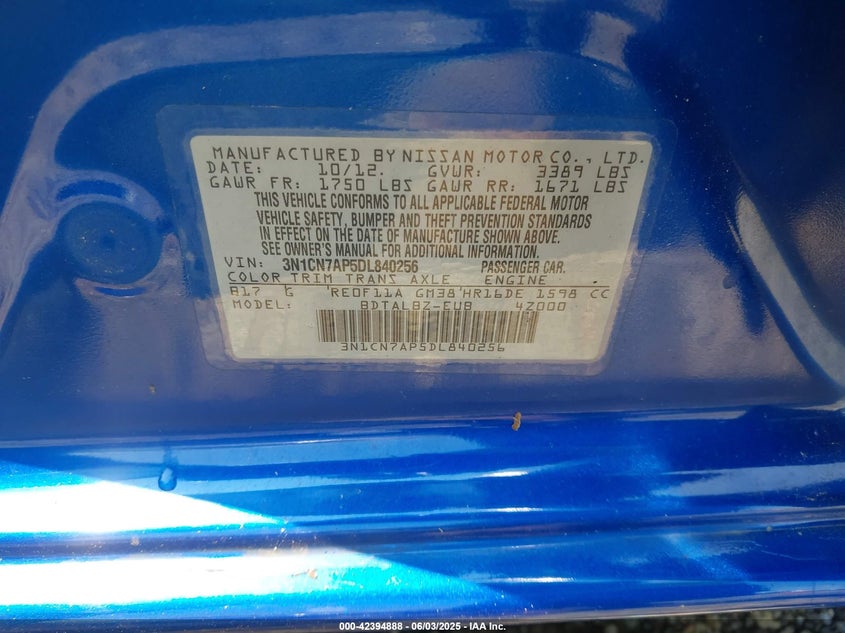 MANUFACTURED BY NISSAN MOTOR CO., LTD.
DATE: 10/12. GVWR: 3389 LBS
GAWR FR: 1750 LBS GAWR RR: 1671 LBS
THIS VEHICLE CONFORMS TO ALL APPLICABLE FEDERAL MOTOR
VEHICLE SAFETY, BUMPER AND THEFT PREVENTION STANDARDS
IN EFFECT ON THE DATE OF MANUFACTURE SHOWN ABOVE.
SEE OWNER'S MANUAL FOR ADDITIONAL INFORMATION.
VIN: 3N1CN7AP5DL840256 PASSENGER CAR.
COLOR TRIM TRANS AXLE ENGINE
B17 G RE0F11A GM38 HR16DE 1598 CC
MODEL: BDTALBZ-EUB 4Z000
3N1CN7AP5DL840256
000-42394888 - 06/03/2025 - IAA Inc.